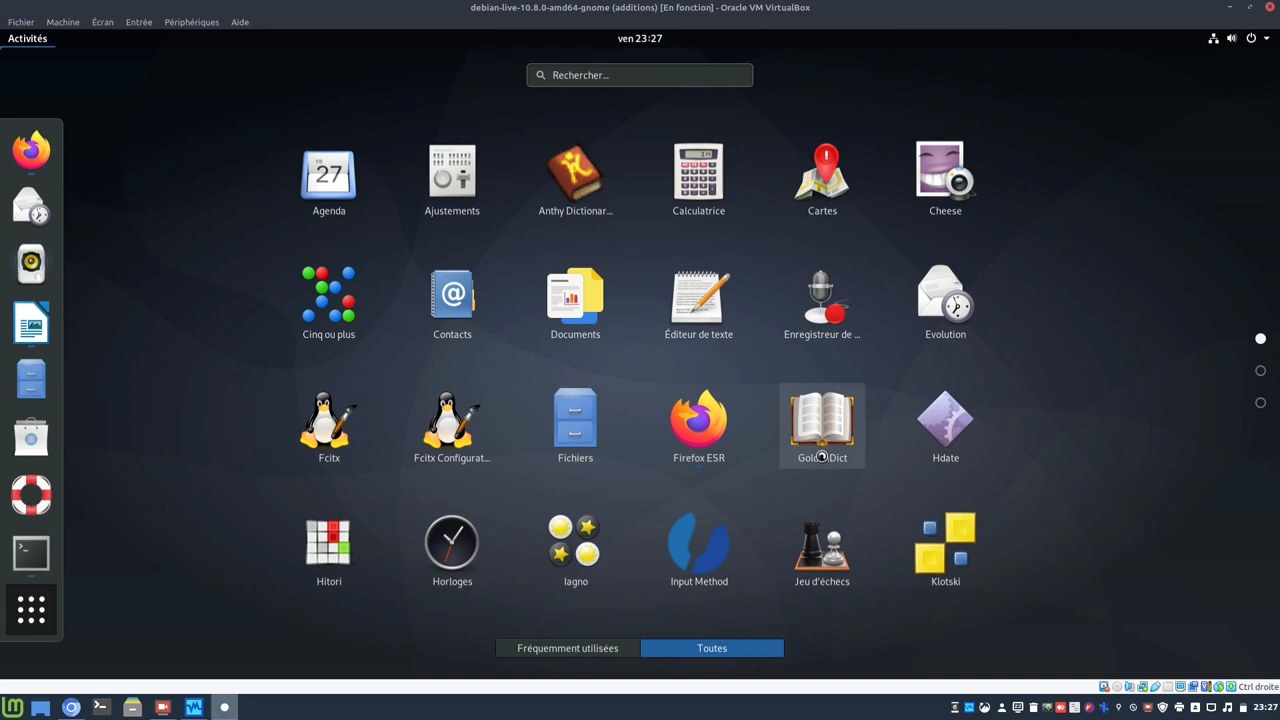 debian-live-10.8.0-amd64-gnome (additions) [En fonction] - Oracle VM VirtualBox
Fichier Machine Écran Entrée Périphériques Aide
Activités ven 23:27
Rechercher...
27
Agenda Ajustements Anthy Dictionar... Calculatrice Cartes Cheese
Cinq ou plus Contacts Documents Éditeur de texte Enregistreur de ... Evolution
Fcitx Fcitx Configurat... Fichiers Firefox ESR Dict Hdate
Hitori Horloges Iagno Input Method Jeu d'échecs Klotski
Fréquemment utilisées Toutes
Ctrl droite
23:27